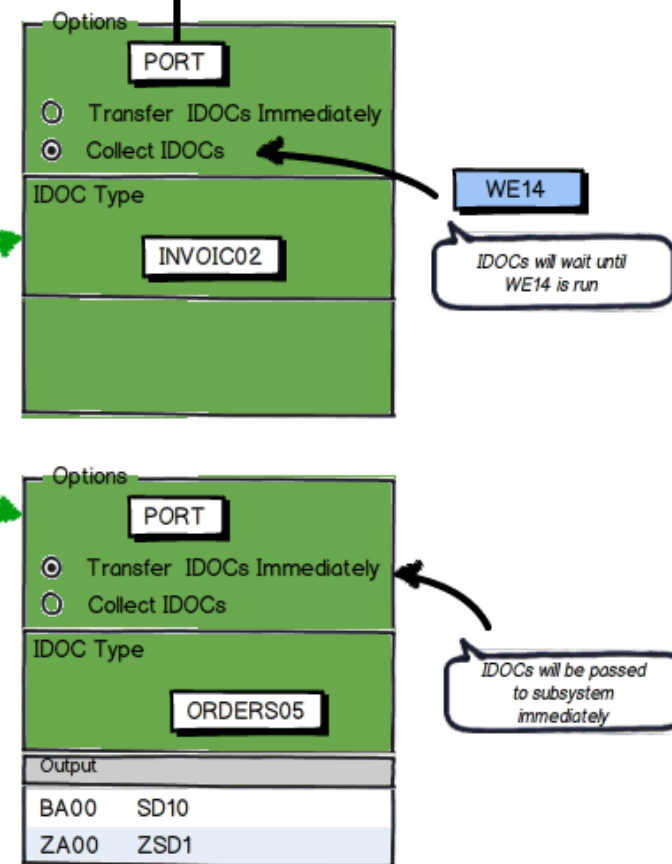 Options
PORT
Transfer IDOCs Immediately
Collect IDOCs
WE14
IDOCs will wait until
WE14 is run
IDOC Type
INVOIC02
Options
PORT
Transfer IDOCs Immediately
Collect IDOCs
IDOCs will be passed
to subsystem
immediately
IDOC Type
ORDERS05
Output
BA00 SD10
ZA00 ZSD1